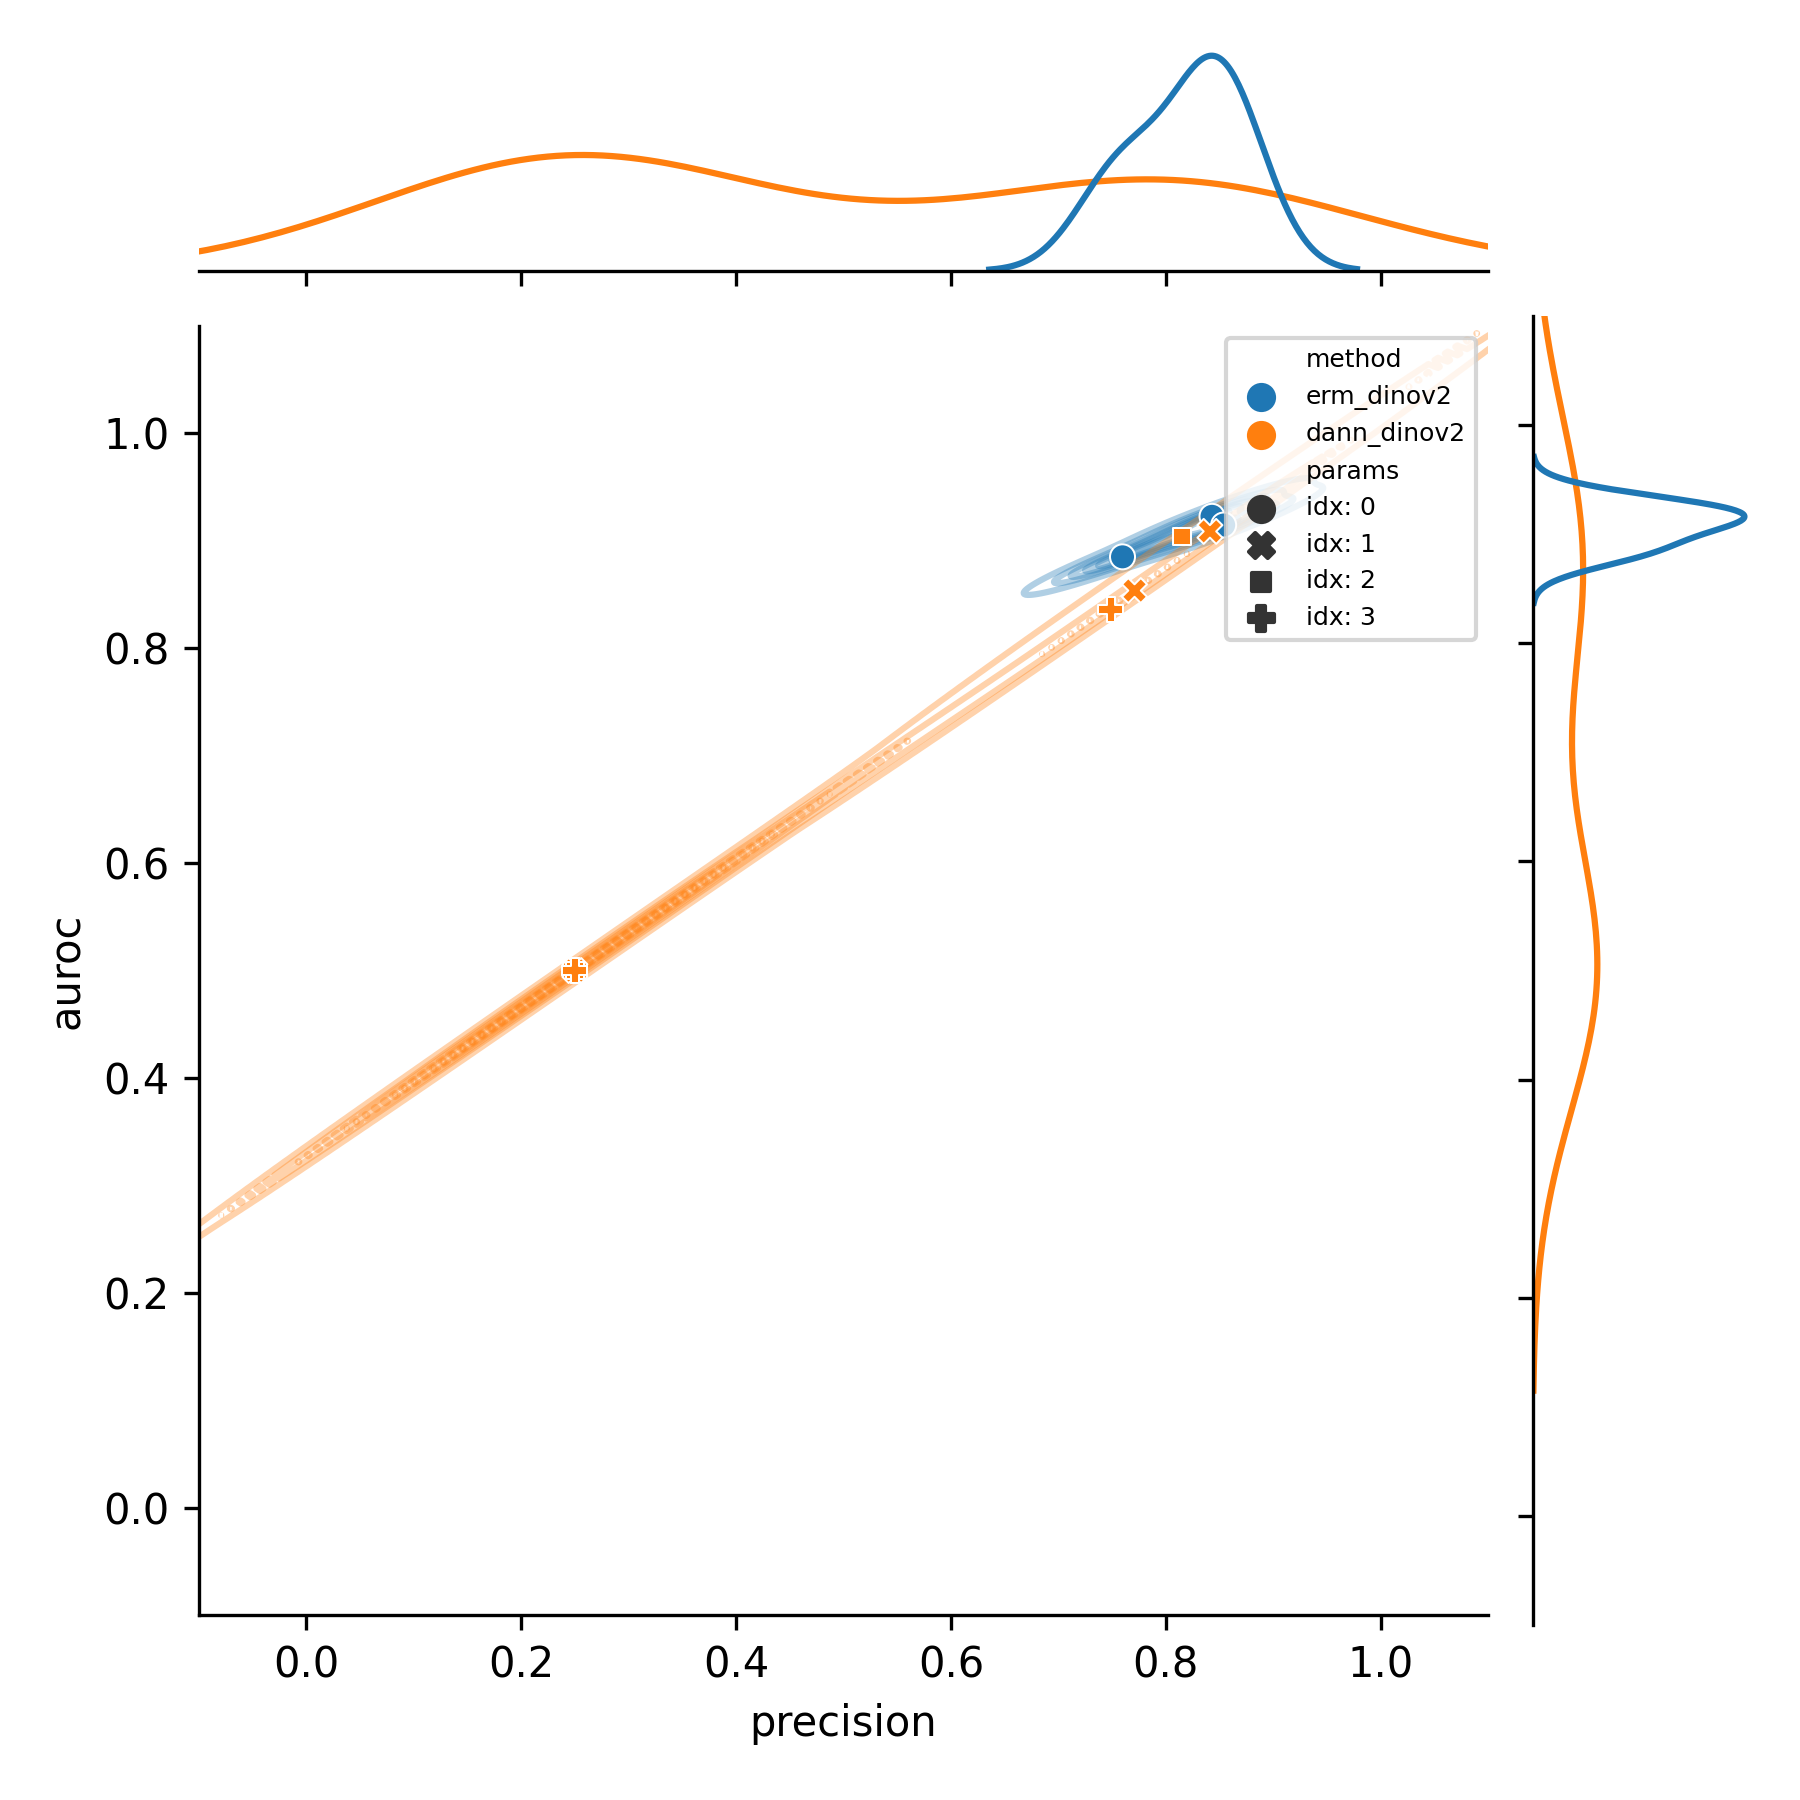 method
erm_dinov2
dann_dinov2
params
idx: 0
idx: 1
idx: 2
idx: 3
1.0
0.8
0.6
0.4
0.2
0.0
auroc
0.0 0.2 0.4 0.6 0.8 1.0
precision